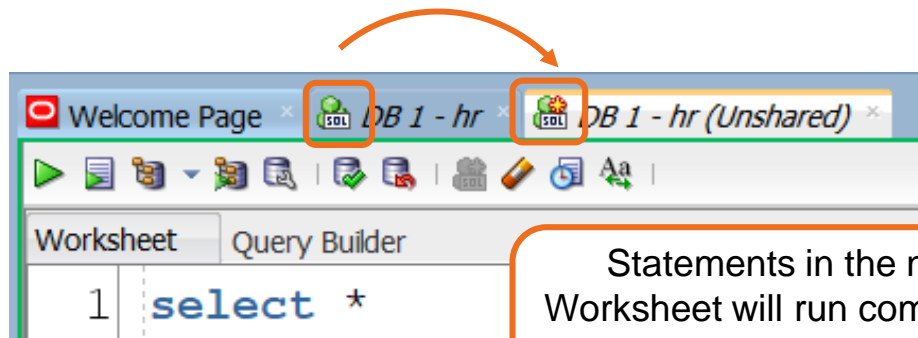 Welcome Page DB 1 - hr DB 1 - hr (Unshared)
Worksheet Query Builder
Statements in the
1 select *
Worksheet will run